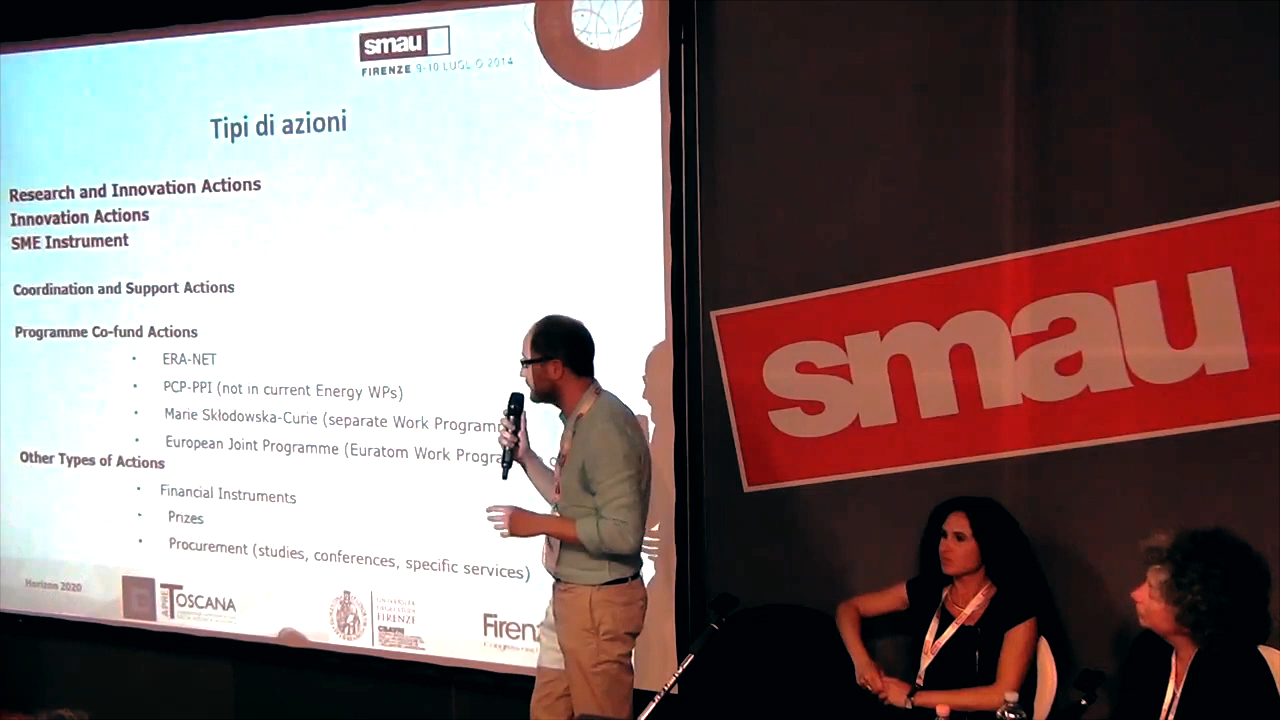 smau
FIRENZE 9-10 LUGLIO 2014
Tipi di azioni
Research and Innovation Actions
Innovation Actions
SME Instrument
Coordination and Support Actions
Programme Co-fund Actions
• ERA-NET
• PCP-PPI (not in current Energy WPs)
• Marie Skłodowska-Curie (separate Work Program
• European Joint Programme (Euratom Work Progra
Other Types of Actions
• Financial Instruments
• Prizes
• Procurement (studies, conferences, specific services)
Horizon 2020
APRE TOSCANA
FIRENZE
Firen
smau